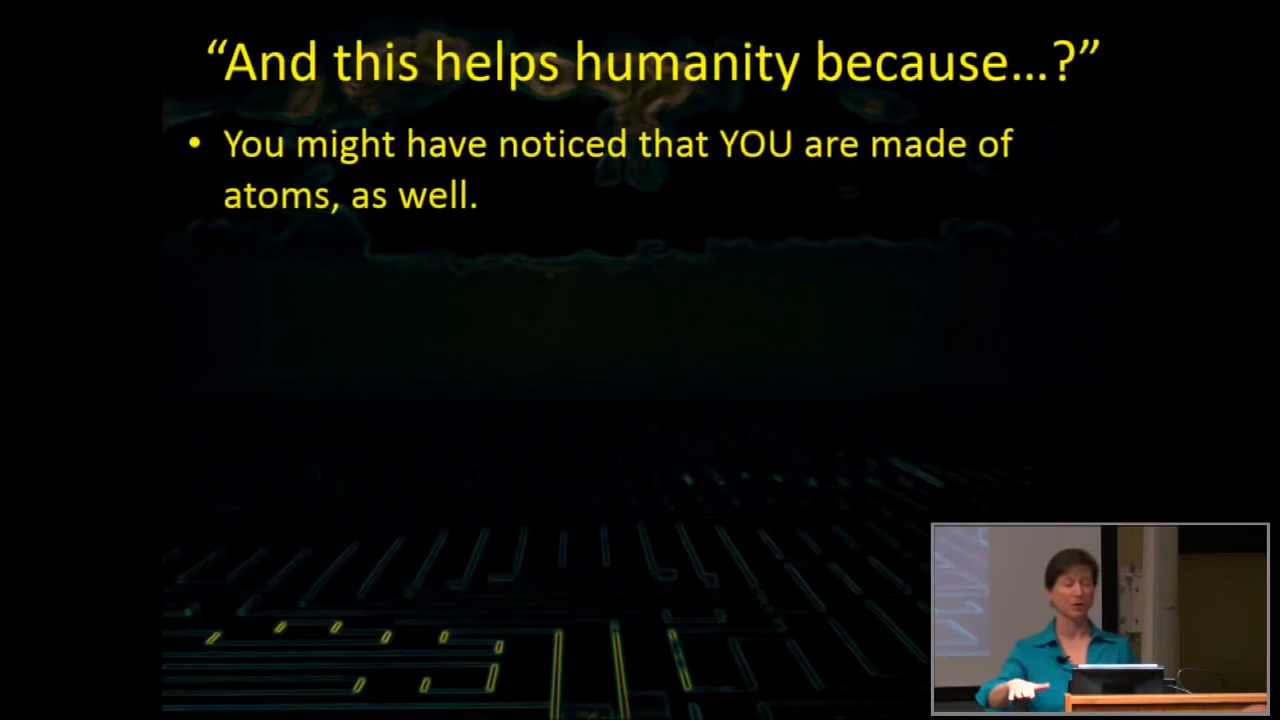 “And this helps humanity because…?”
• You might have noticed that YOU are made of
atoms, as well.